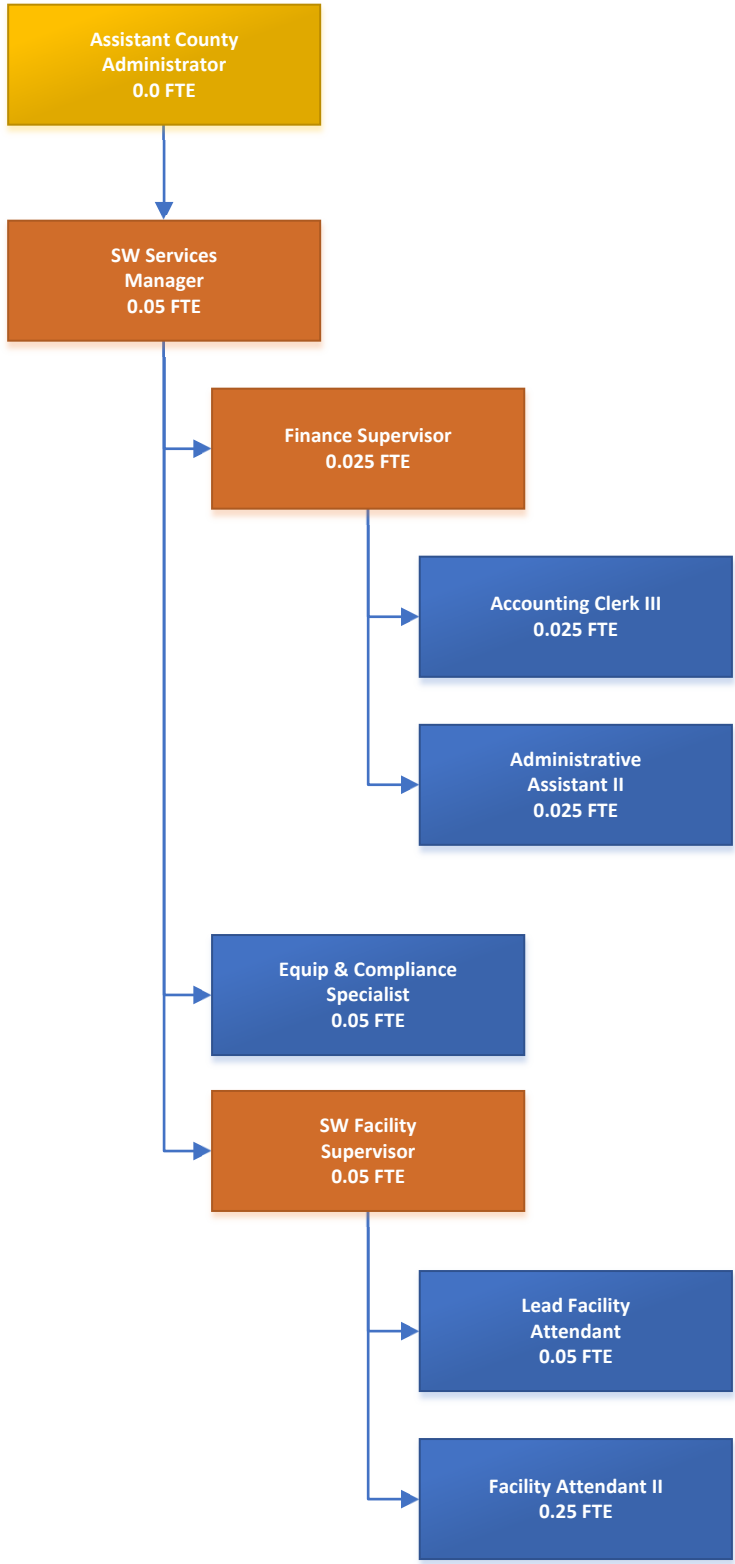 Assistant County
Administrator
0.0 FTE
SW Services
Manager
0.05 FTE
Finance Supervisor
0.025 FTE
Accounting Clerk III
0.025 FTE
Administrative
Assistant II
0.025 FTE
Equip & Compliance
Specialist
0.05 FTE
SW Facility
Supervisor
0.05 FTE
Lead Facility
Attendant
0.05 FTE
Facility Attendant II
0.25 FTE